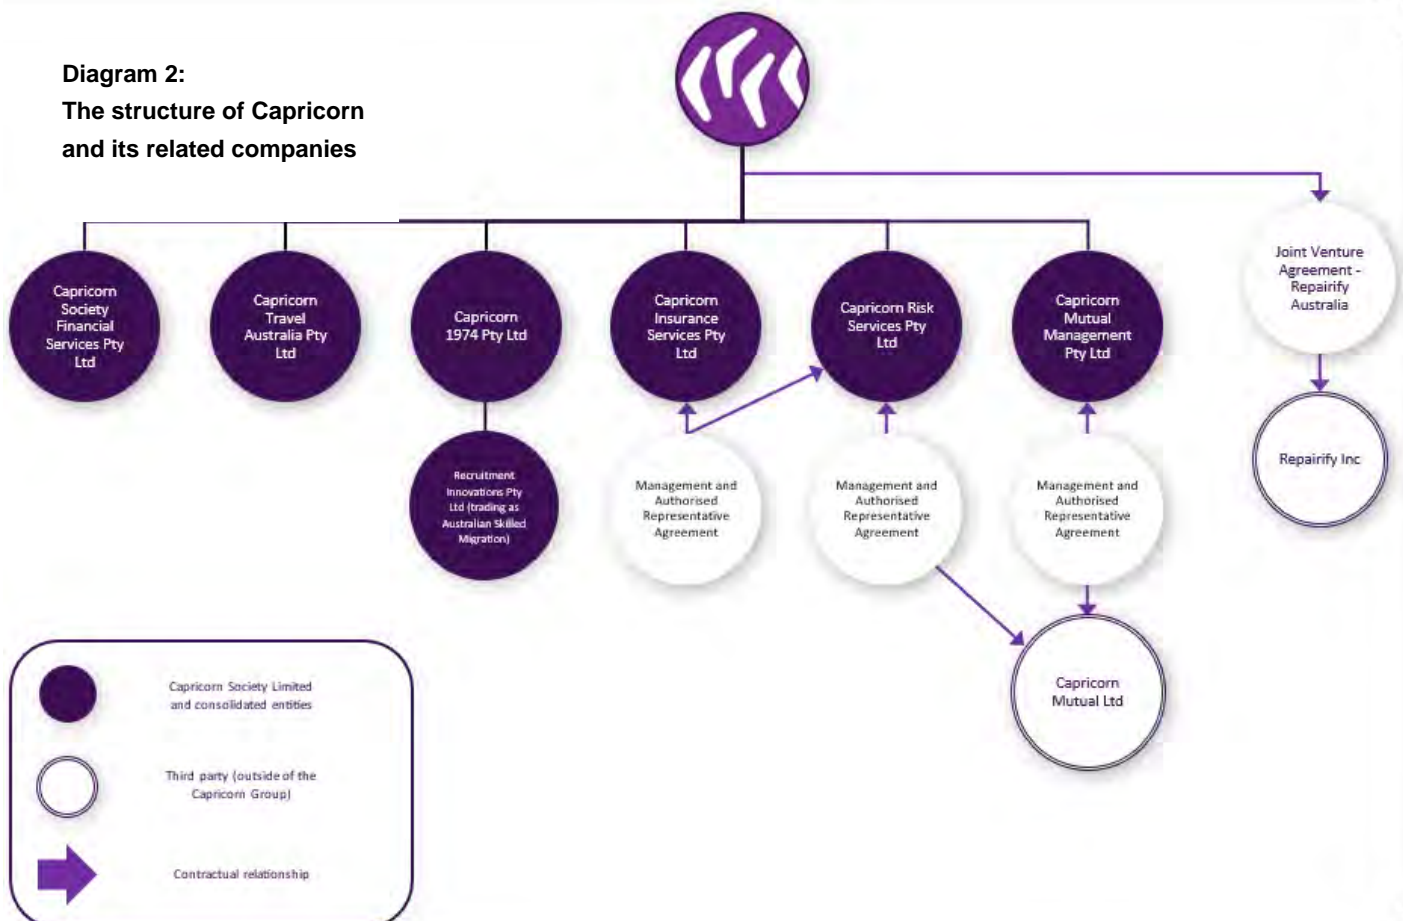 Diagram 2:
The structure of Capricorn
and its related companies
Capricorn
Society
Financial
Services Pty
Ltd
Capricorn
Travel
Australia Pty
Ltd
Capricorn
1974 Pty Ltd
Capricorn
Insurance
Services Pty
Ltd
Capricorn Risk
Services Pty
Ltd
Capricorn
Mutual
Management
Pty Ltd
Joint Venture
Agreement -
Repairify
Australia
Recruitment
Innovations Pty
Ltd (trading as
Australian Skilled
Migration)
Management and
Authorised
Representative
Agreement
Management and
Authorised
Representative
Agreement
Management and
Authorised
Representative
Agreement
Repairify Inc
Capricorn
Mutual Ltd
Capricorn Society Limited
and consolidated entities
Third party (outside of the
Capricorn Group)
Contractual relationship